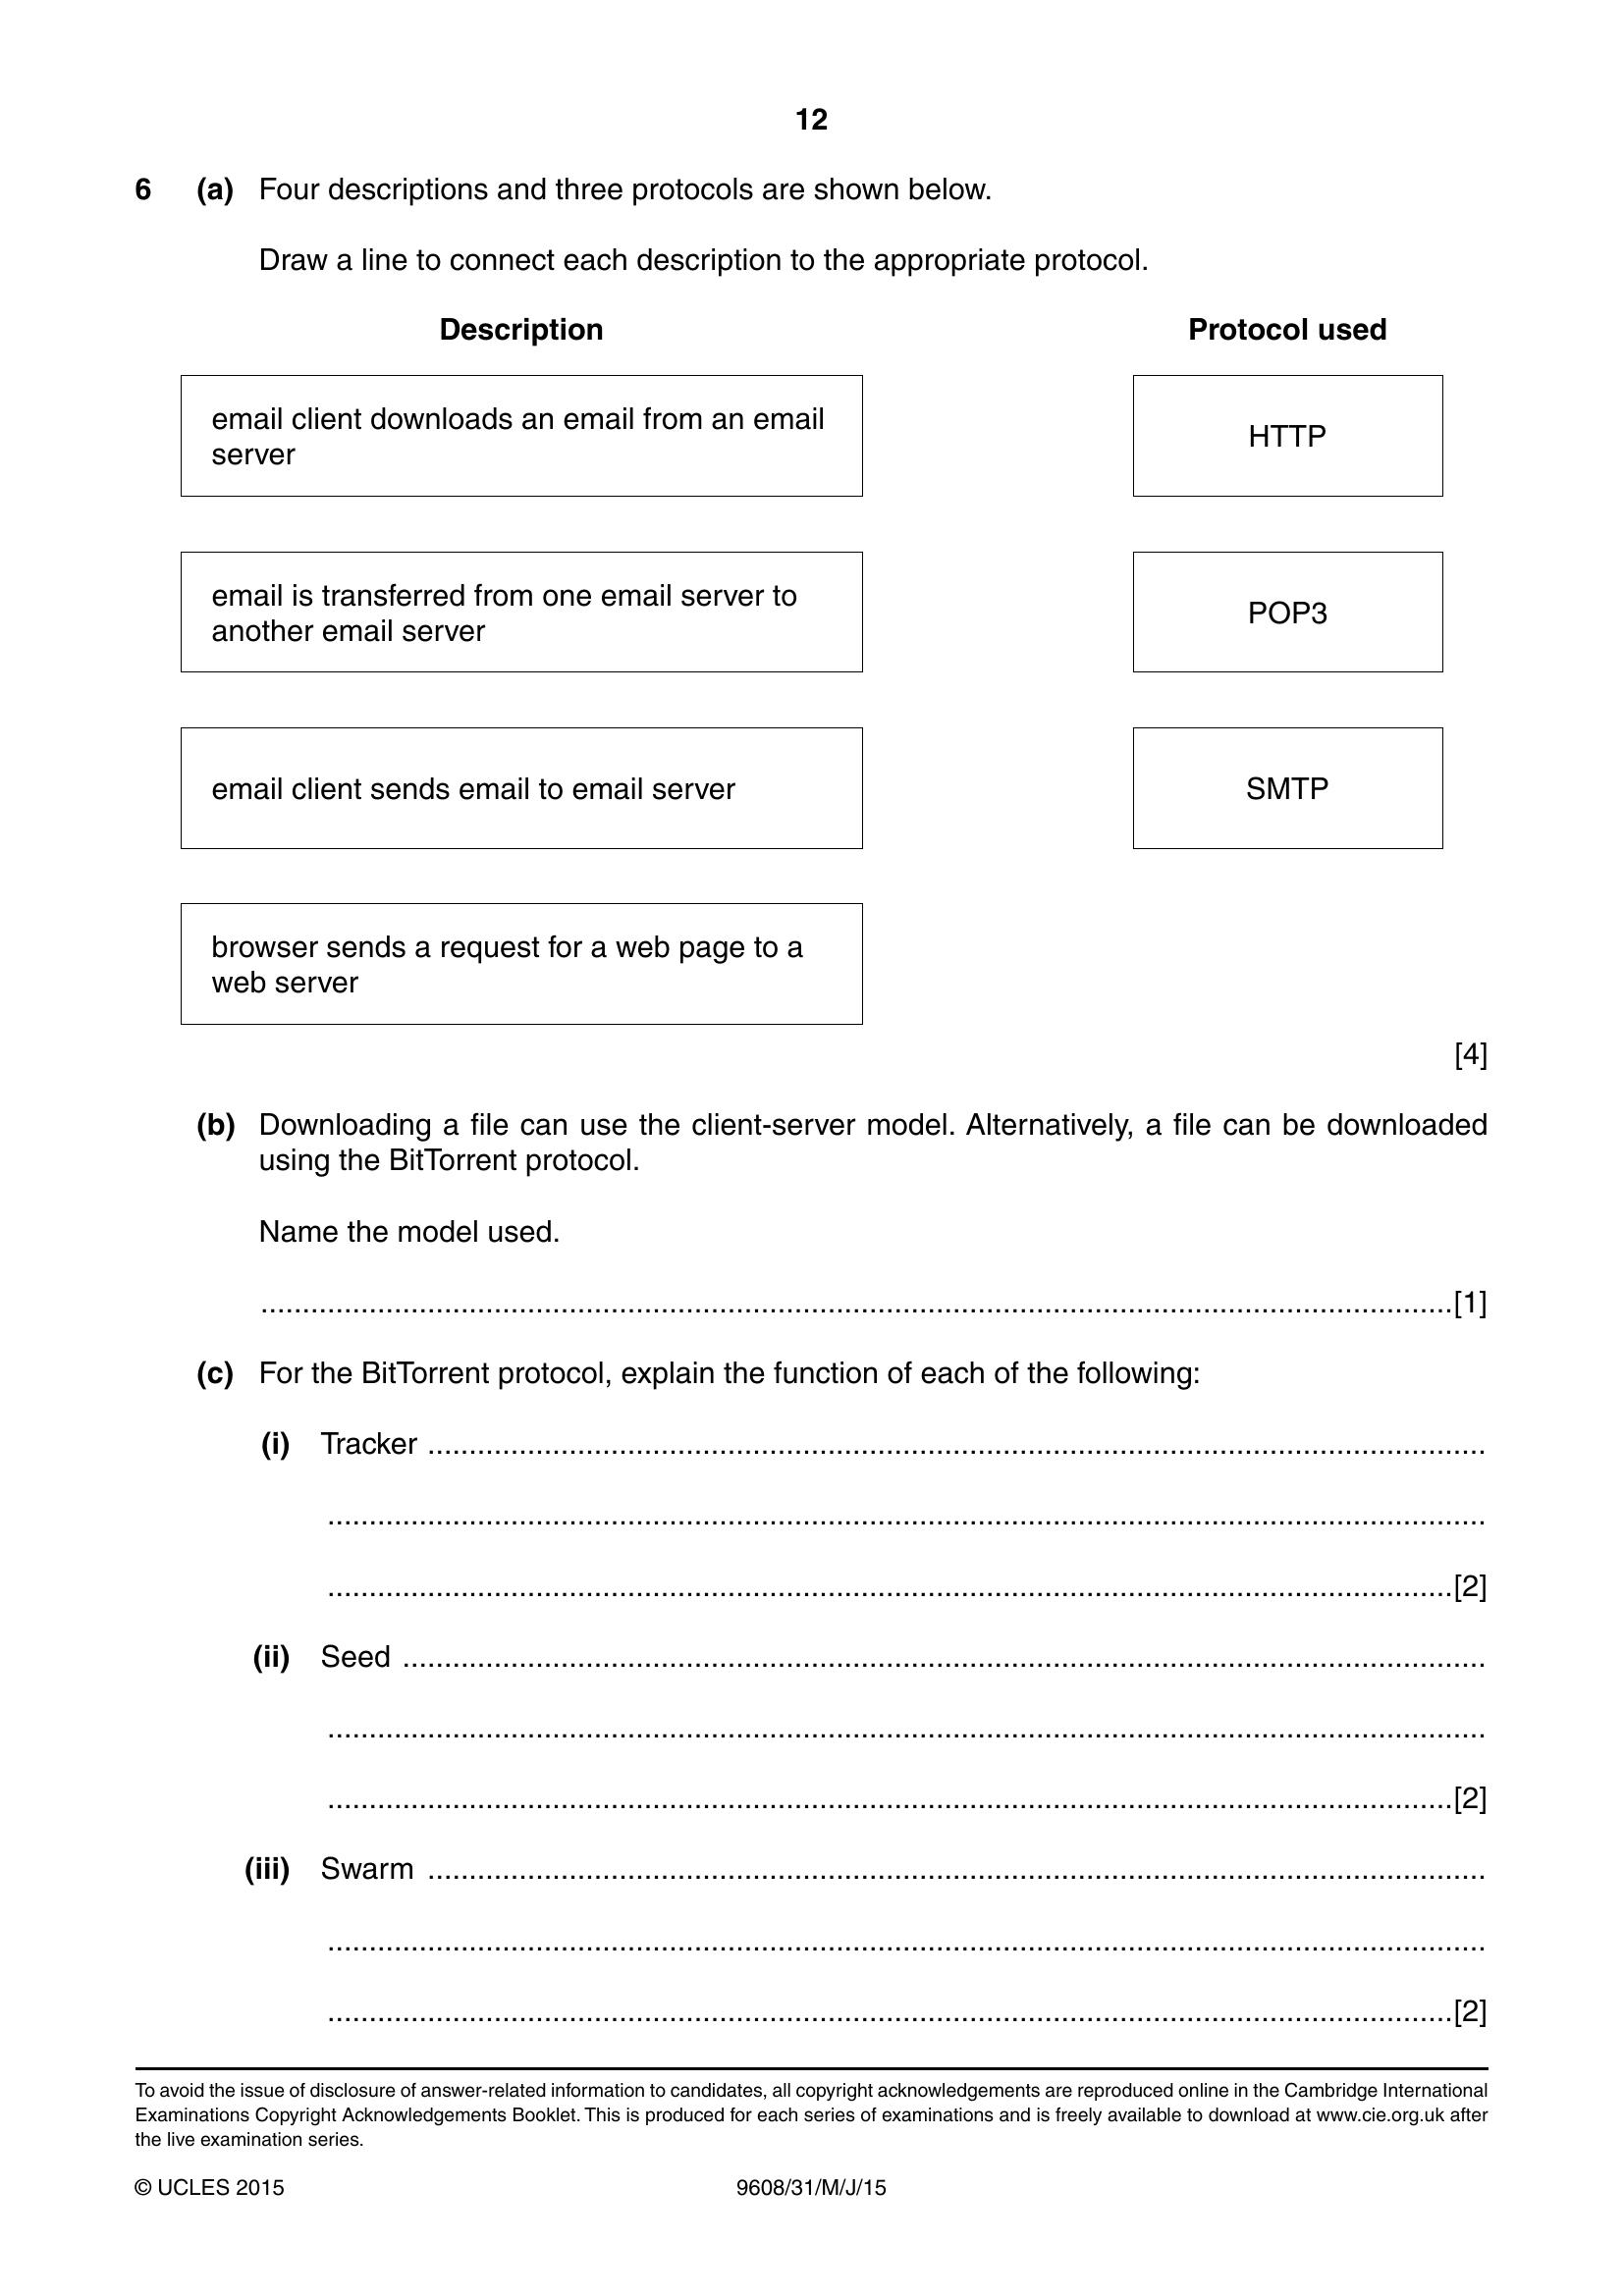 12
6 (a) Four descriptions and three protocols are shown below.
Draw a line to connect each description to the appropriate protocol.
Description Protocol used
email client downloads an email from an email
server
HTTP
email is transferred from one email server to
another email server
POP3
email client sends email to email server
SMTP
browser sends a request for a web page to a
web server
[4]
(b) Downloading a file can use the client-server model. Alternatively, a file can be downloaded
using the BitTorrent protocol.
Name the model used.
[1]
(c) For the BitTorrent protocol, explain the function of each of the following:
(i) Tracker
[2]
(ii) Seed
[2]
(iii) Swarm
[2]
To avoid the issue of disclosure of answer-related information to candidates, all copyright acknowledgements are reproduced online in the Cambridge International
Examinations Copyright Acknowledgements Booklet. This is produced for each series of examinations and is freely available to download at www.cie.org.uk after
the live examination series.
© UCLES 2015 9608/31/M/J/15